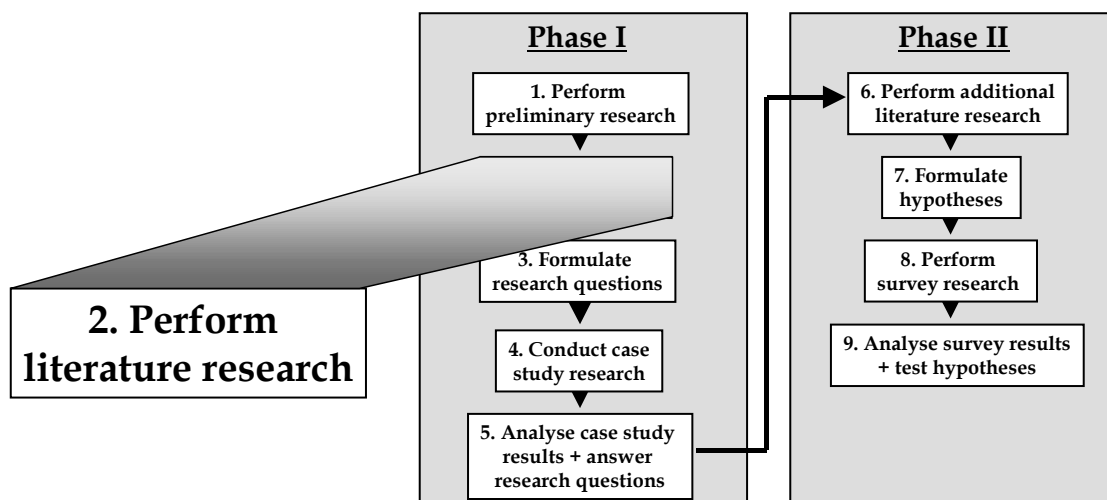 Phase I
1. Perform
preliminary research
2. Perform
literature research
3. Formulate
research questions
4. Conduct case
study research
5. Analyse case study
results + answer
research questions
Phase II
6. Perform additional
literature research
7. Formulate
hypotheses
8. Perform
survey research
9. Analyse survey results
+ test hypotheses